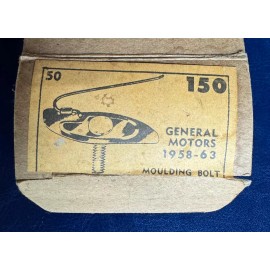 50
150
GENERAL
MOTORS
1958-63
MOULDING BOLT